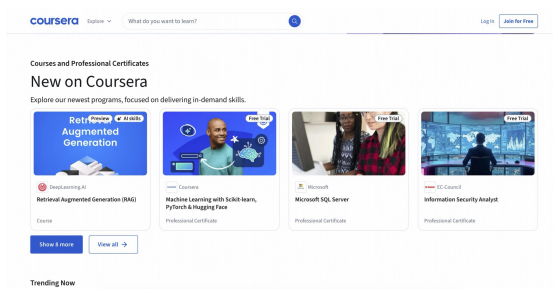 coursera
Explore
What do you want to learn?
Log In
Join for Free
Courses and Professional Certificates
New on Coursera
Explore our newest programs, focused on delivering in-demand skills.
Retrieval
Augmented
Generation
Preview
AI skills
Free Trial
Free Trial
Free Trial
DeepLearning.AI
Coursera
Microsoft
EC-Council
Retrieval Augmented Generation (RAG)
Machine Learning with Scikit-learn,
PyTorch & Hugging Face
Microsoft SQL Server
Information Security Analyst
Course
Professional Certificate
Professional Certificate
Professional Certificate
Show 8 more
View all →
Trending Now